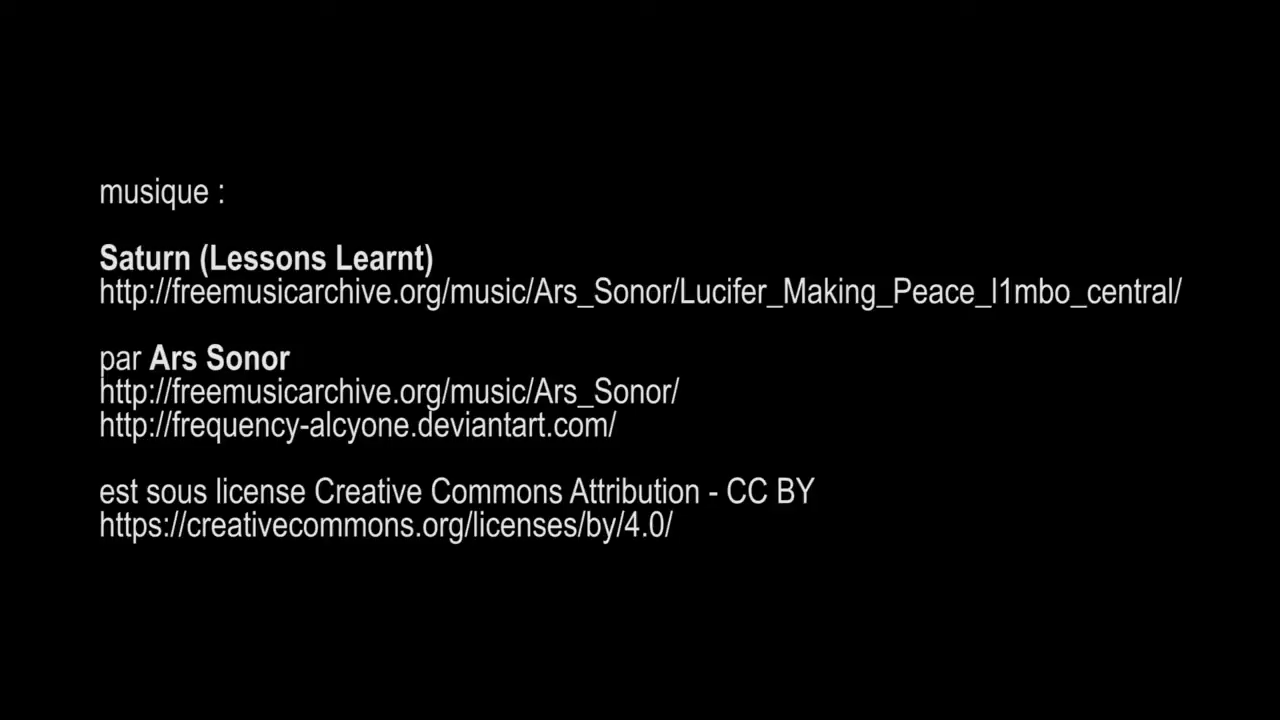 musique :
Saturn (Lessons Learnt)
http://freemusicarchive.org/music/Ars_Sonor/Lucifer_Making_Peace_l1mbo_central/
par Ars Sonor
http://freemusicarchive.org/music/Ars_Sonor/
http://frequency-alcyone.deviantart.com/
est sous license Creative Commons Attribution - CC BY
https://creativecommons.org/licenses/by/4.0/